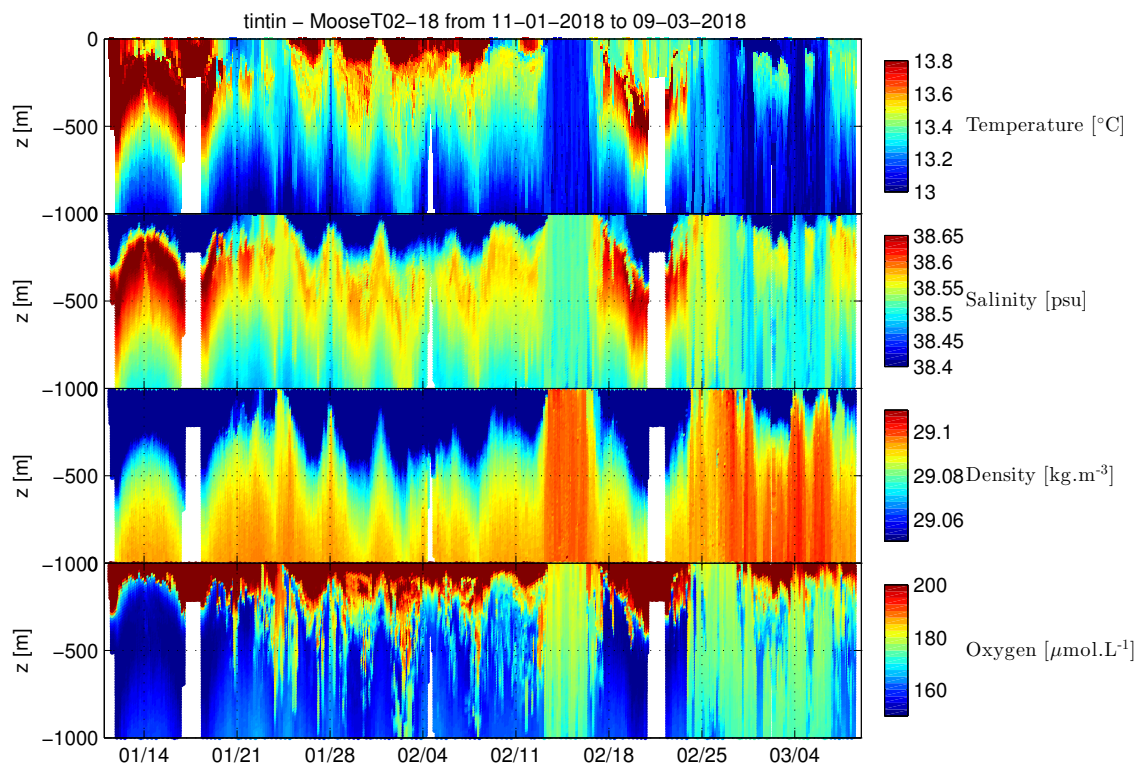 tintin − MooseT02−18 from 11−01−2018 to 09−03−2018
0
−500
−1000
z [m]
13.8
13.6
13.4
13.2
13
Temperature [°C]
0
−500
−1000
z [m]
38.65
38.6
38.55
38.5
38.45
38.4
Salinity [psu]
0
−500
−1000
z [m]
29.1
29.08
29.06
Density [kg.m-3]
0
−500
−1000
z [m]
200
180
160
Oxygen [μmol.L-1]
01/14 01/21 01/28 02/04 02/11 02/18 02/25 03/04